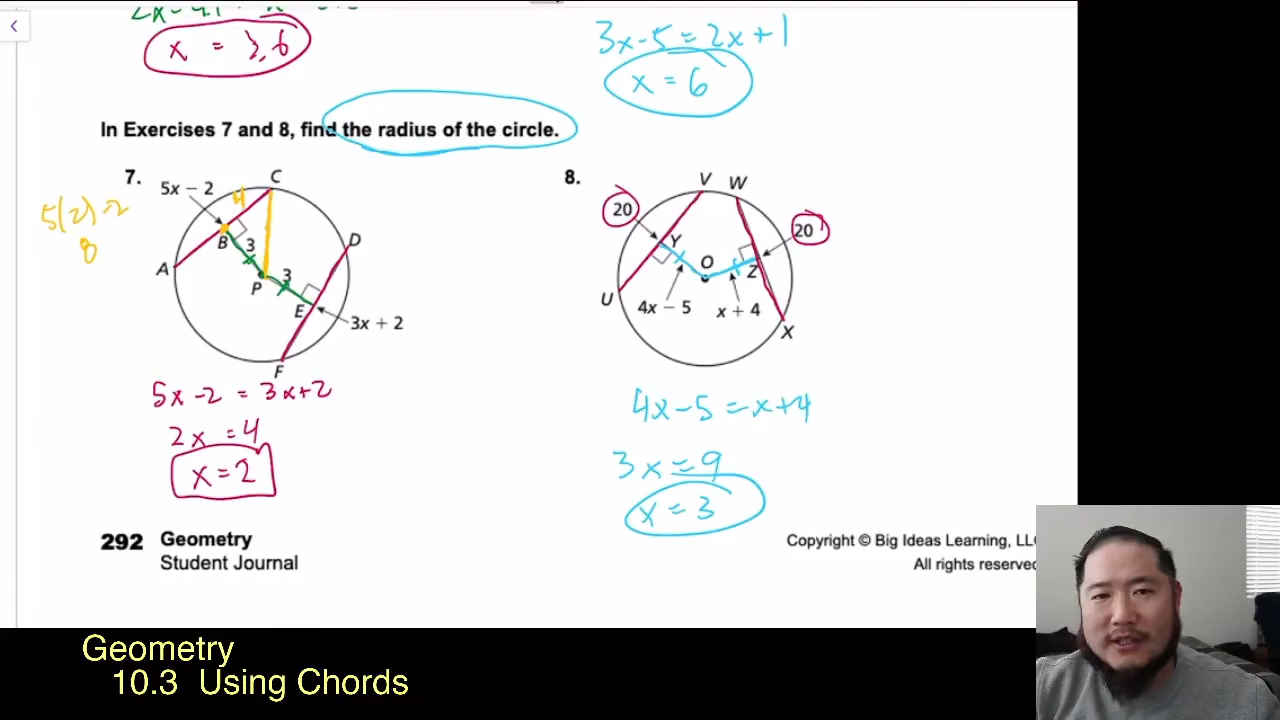 x = 3.6
3x-5=2x+1
x=6
In Exercises 7 and 8, find the radius of the circle.
7.
5x − 2
C
4
5(2)-2
8
B
3
D
A
P
3
E
3x + 2
F
5x-2 = 3x+2
2x = 4
x=2
8.
V W
20
20
Y
O
Z
U
4x − 5
x + 4
X
4x-5=x+4
3x=9
x=3
292 Geometry
Student Journal
Copyright © Big Ideas Learning, LL
All rights reserve
Geometry
10.3 Using Chords